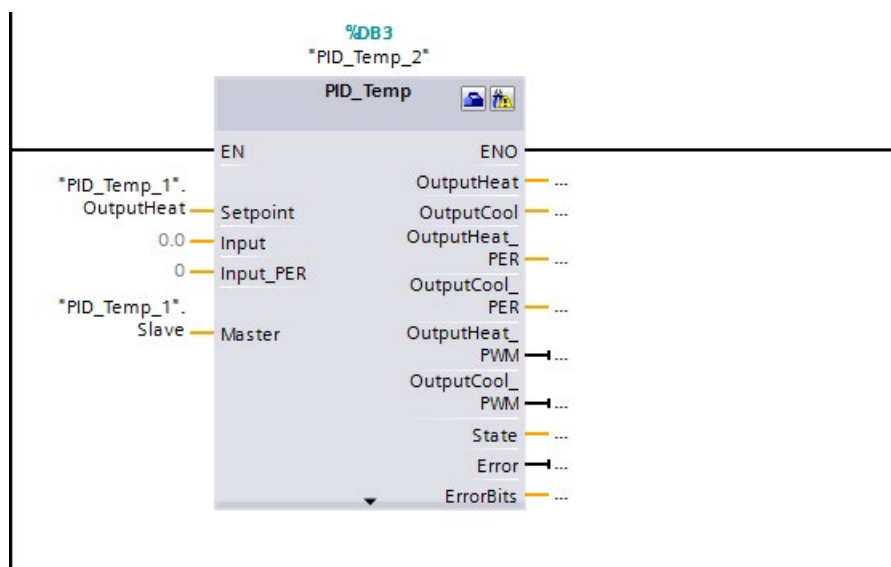 %DB3
"PID_Temp_2"
PID_Temp
EN ENO
"PID_Temp_1".
OutputHeat
Setpoint
0.0 Input
0 Input_PER
"PID_Temp_1".
Slave
Master
OutputHeat ...
OutputCool ...
OutputHeat_
PER ...
OutputCool_
PER ...
OutputHeat_
PWM ...
OutputCool_
PWM ...
State ...
Error ...
ErrorBits ...